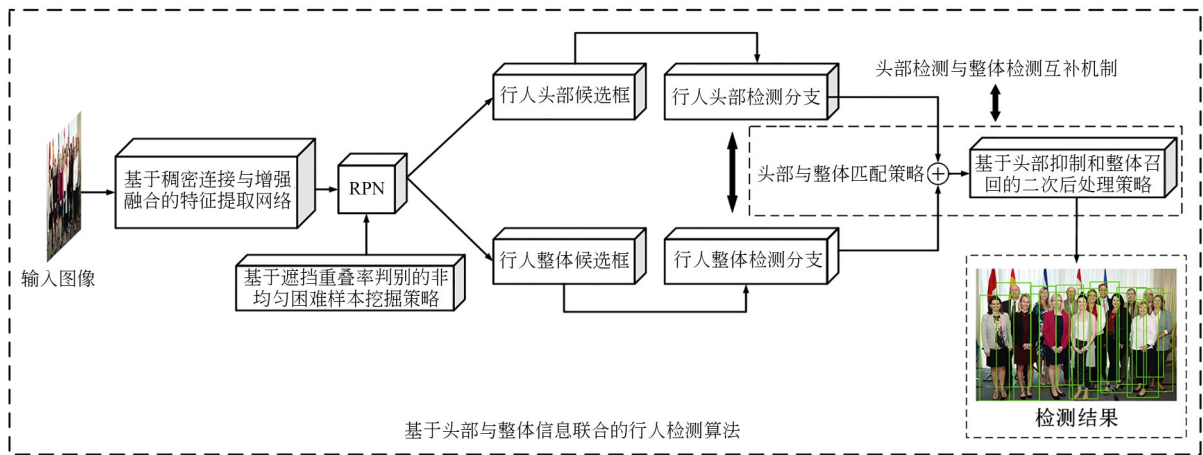 输入图像
基于稠密连接与增强
融合的特征提取网络
RPN
基于遮挡重叠率判别的非
均匀困难样本挖掘策略
行人头部候选框
行人头部检测分支
行人整体候选框
行人整体检测分支
头部检测与整体检测互补机制
头部与整体匹配策略
基于头部抑制和整体召
回的二次后处理策略
检测结果
基于头部与整体信息联合的行人检测算法